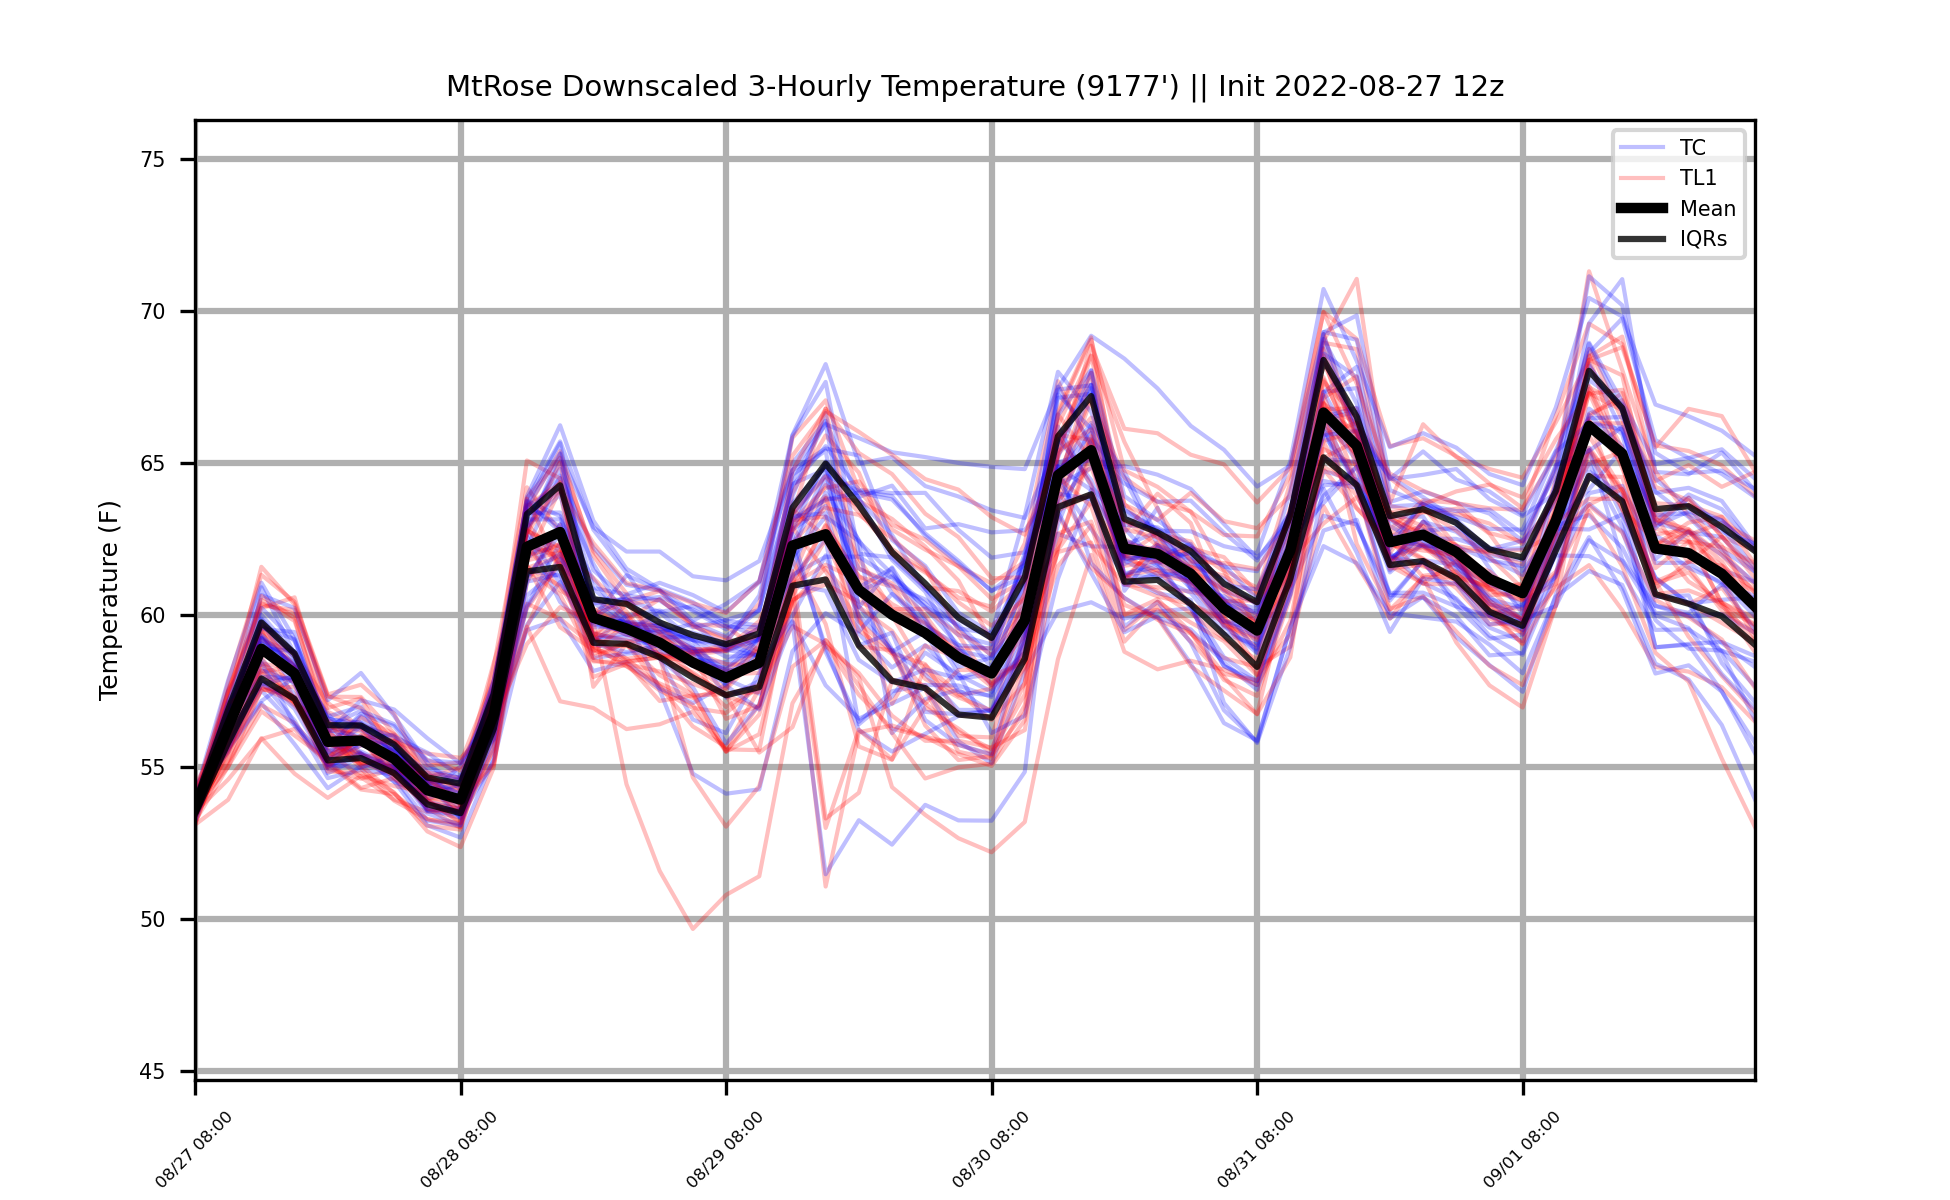 MtRose Downscaled 3-Hourly Temperature (9177') || Init 2022-08-27 12z
TC
TL1
Mean
IQRs
Temperature (F)
75
70
65
60
55
50
45
08/27 08:00
08/28 08:00
08/29 08:00
08/30 08:00
08/31 08:00
09/01 08:00